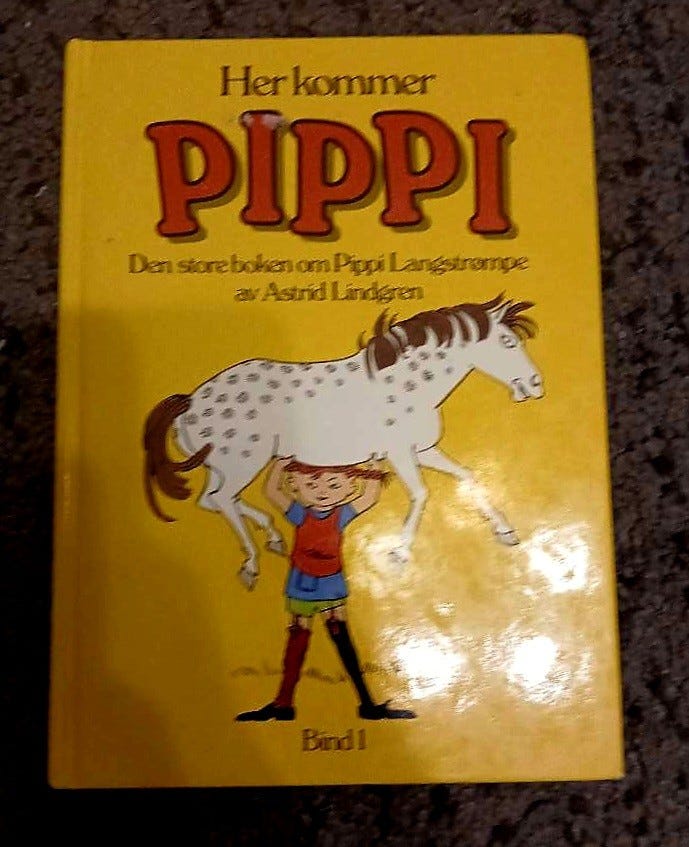 Her kommer
PIPPI
Den store boken om Pippi Langstrømpe
av Astrid Lindgren
Bind 1